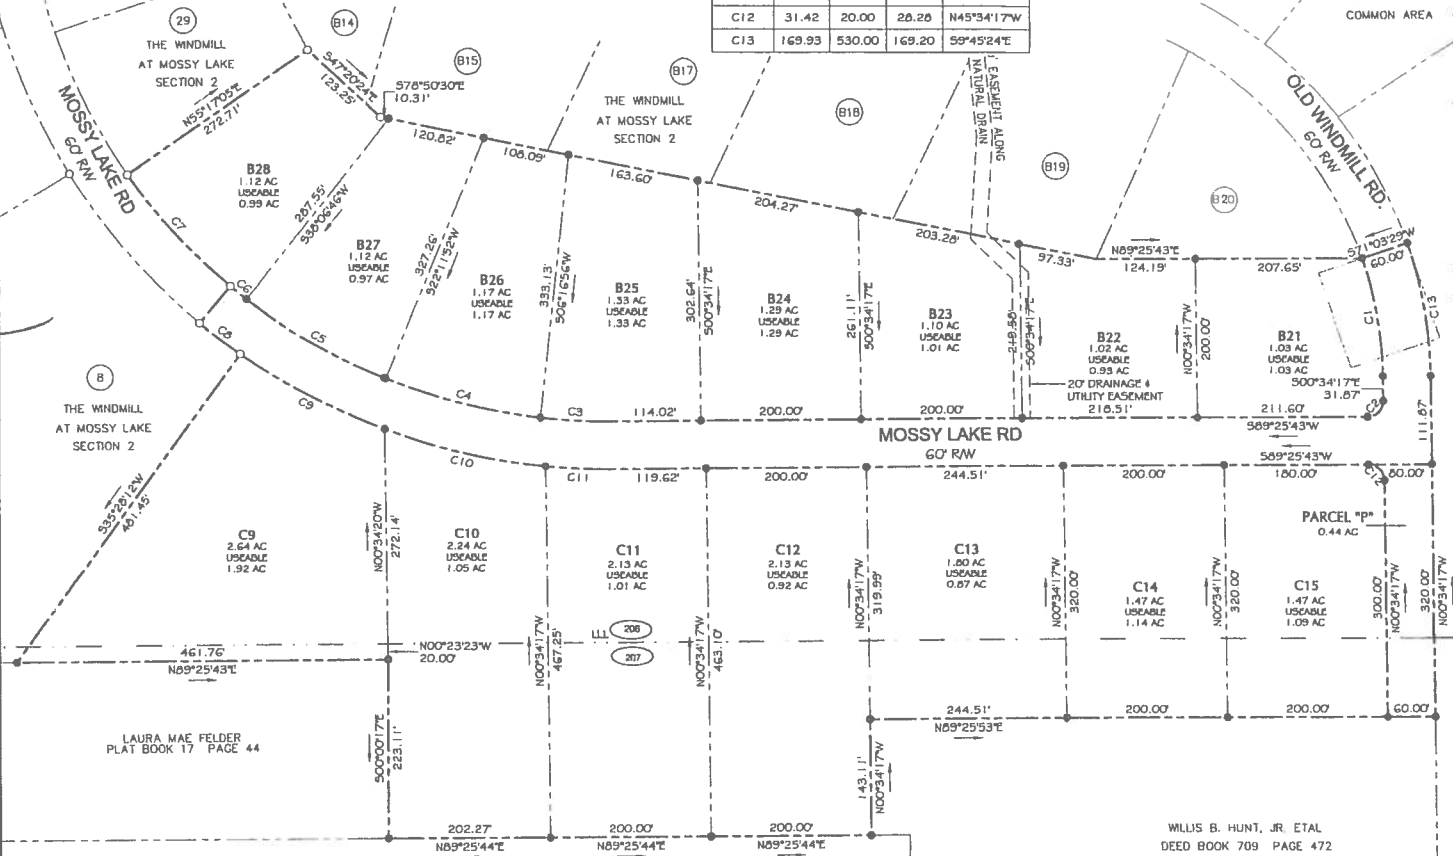 C12 31.42 20.00 28.28 N45°34'17"W
C13 169.93 530.00 169.20 S9°45'24"E
COMMON AREA
29
THE WINDMILL
AT MOSSY LAKE
SECTION 2
B14
B15
B17
THE WINDMILL
AT MOSSY LAKE
SECTION 2
B18
B19
B20
EASEMENT ALONG
NATURAL DRAIN
OLD WINDMILL RD.
60' R/W
MOSSY LAKE RD
60' R/W
N55°17'05"E
272.71'
S47°20'24"E
123.25'
S78°50'30"E
10.31'
120.82'
108.09'
163.60'
204.27'
203.28'
97.33'
N89°25'43"E
124.19'
207.65'
S71°03'29"W
60.00'
B28
1.12 AC
USEABLE
0.99 AC
287.55'
S38°06'46"W
B27
1.12 AC
USEABLE
0.97 AC
327.26'
S22°11'52"W
B26
1.17 AC
USEABLE
1.17 AC
333.13'
S06°16'56"W
B25
1.33 AC
USEABLE
1.33 AC
302.64'
S00°34'17"E
B24
1.29 AC
USEABLE
1.29 AC
261.11'
S00°34'17"E
B23
1.10 AC
USEABLE
1.01 AC
219.58'
S00°34'17"E
B22
1.02 AC
USEABLE
0.93 AC
N00°34'17"W
200.00'
B21
1.03 AC
USEABLE
1.03 AC
C1
C13
S00°34'17"E
31.87'
C2
111.87'
20' DRAINAGE &
UTILITY EASEMENT
C7
C6
C5
C4
C3
114.02'
200.00'
200.00'
218.51'
211.60'
S89°25'43"W
MOSSY LAKE RD
60' R/W
S89°25'43"W
C8
C9
C10
C11
119.62'
200.00'
244.51'
200.00'
180.00'
C12
80.00'
8
THE WINDMILL
AT MOSSY LAKE
SECTION 2
S35°28'12"W
481.45'
C9
2.64 AC
USEABLE
1.92 AC
N00°34'20"W
272.14'
C10
2.24 AC
USEABLE
1.05 AC
C11
2.13 AC
USEABLE
1.01 AC
C12
2.13 AC
USEABLE
0.92 AC
N00°34'17"W
319.99'
C13
1.80 AC
USEABLE
0.87 AC
N00°34'17"W
320.00'
C14
1.47 AC
USEABLE
1.14 AC
N00°34'17"W
320.00'
C15
1.47 AC
USEABLE
1.09 AC
PARCEL "P"
0.44 AC
300.00'
N00°34'17"W
320.00'
N00°34'17"W
N00°34'17"W
467.25'
LL
208
207
N00°34'17"W
463.10'
N00°23'23"W
20.00'
461.76'
N89°25'43"E
LAURA MAE FELDER
PLAT BOOK 17 PAGE 44
S00°00'17"E
223.11'
244.51'
N89°25'53"E
200.00'
200.00'
60.00'
143.11'
N00°34'17"W
202.27'
N89°25'44"E
200.00'
N89°25'44"E
200.00'
N89°25'44"E
WILLIS B. HUNT, JR. ETAL
DEED BOOK 709 PAGE 472